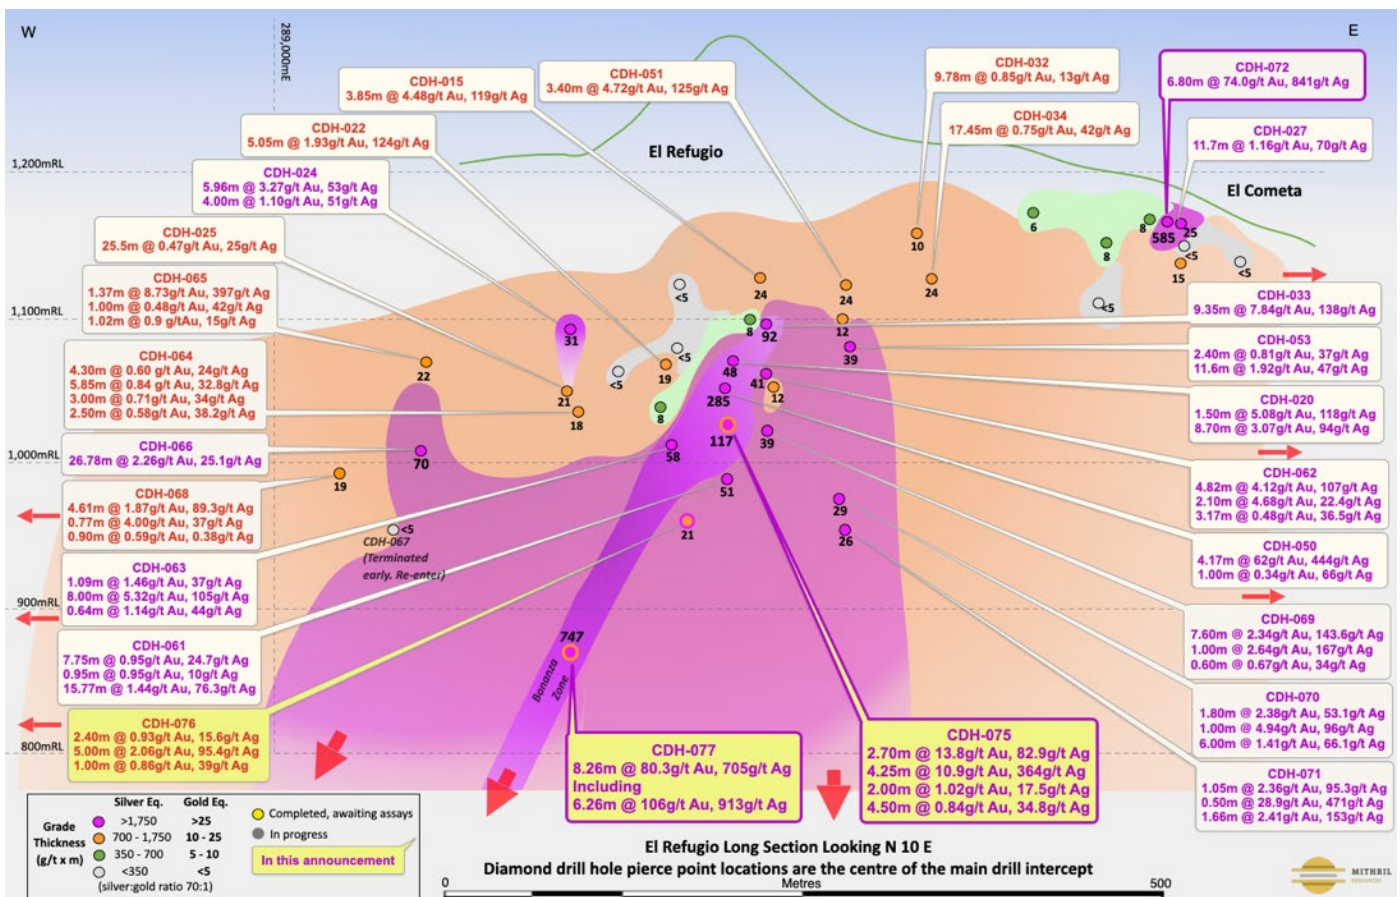 W
E
289,000mE
CDH-015
3.85m @ 4.48g/t Au, 119g/t Ag
CDH-051
3.40m @ 4.72g/t Au, 125g/t Ag
CDH-032
9.78m @ 0.85g/t Au, 13g/t Ag
CDH-072
6.80m @ 74.0g/t Au, 841g/t Ag
CDH-022
5.05m @ 1.93g/t Au, 124g/t Ag
CDH-034
17.45m @ 0.75g/t Au, 42g/t Ag
CDH-027
11.7m @ 1.16g/t Au, 70g/t Ag
El Refugio
El Cometa
1,200mRL
CDH-024
5.96m @ 3.27g/t Au, 53g/t Ag
4.00m @ 1.10g/t Au, 51g/t Ag
CDH-025
25.5m @ 0.47g/t Au, 25g/t Ag
CDH-065
1.37m @ 8.73g/t Au, 397g/t Ag
1.00m @ 0.48g/t Au, 42g/t Ag
1.02m @ 0.9 g/tAu, 15g/t Ag
1,100mRL
CDH-064
4.30m @ 0.60 g/t Au, 24g/t Ag
5.85m @ 0.84 g/t Au, 32.8g/t Ag
3.00m @ 0.71g/t Au, 34g/t Ag
2.50m @ 0.58g/t Au, 38.2g/t Ag
CDH-066
26.78m @ 2.26g/t Au, 25.1g/t Ag
1,000mRL
CDH-068
4.61m @ 1.87g/t Au, 89.3g/t Ag
0.77m @ 4.00g/t Au, 37g/t Ag
0.90m @ 0.59g/t Au, 0.38g/t Ag
CDH-063
1.09m @ 1.46g/t Au, 37g/t Ag
8.00m @ 5.32g/t Au, 105g/t Ag
0.64m @ 1.14g/t Au, 44g/t Ag
900mRL
CDH-061
7.75m @ 0.95g/t Au, 24.7g/t Ag
0.95m @ 0.95g/t Au, 10g/t Ag
15.77m @ 1.44g/t Au, 76.3g/t Ag
CDH-076
2.40m @ 0.93g/t Au, 15.6g/t Ag
5.00m @ 2.06g/t Au, 95.4g/t Ag
1.00m @ 0.86g/t Au, 39g/t Ag
800mRL
6
8
8
585
25
<5
<5
15
<5
10
24
24
24
12
<5
8
92
39
31
<5
<5
19
48
41
12
285
22
21
18
8
117
39
58
70
51
19
29
26
21
<5
CDH-067
(Terminated
early. Re-enter)
747
Bonanza
Zone
CDH-033
9.35m @ 7.84g/t Au, 138g/t Ag
CDH-053
2.40m @ 0.81g/t Au, 37g/t Ag
11.6m @ 1.92g/t Au, 47g/t Ag
CDH-020
1.50m @ 5.08g/t Au, 118g/t Ag
8.70m @ 3.07g/t Au, 94g/t Ag
CDH-062
4.82m @ 4.12g/t Au, 107g/t Ag
2.10m @ 4.68g/t Au, 22.4g/t Ag
3.17m @ 0.48g/t Au, 36.5g/t Ag
CDH-050
4.17m @ 62g/t Au, 444g/t Ag
1.00m @ 0.34g/t Au, 66g/t Ag
CDH-069
7.60m @ 2.34g/t Au, 143.6g/t Ag
1.00m @ 2.64g/t Au, 167g/t Ag
0.60m @ 0.67g/t Au, 34g/t Ag
CDH-070
1.80m @ 2.38g/t Au, 53.1g/t Ag
1.00m @ 4.94g/t Au, 96g/t Ag
6.00m @ 1.41g/t Au, 66.1g/t Ag
CDH-071
1.05m @ 2.36g/t Au, 95.3g/t Ag
0.50m @ 28.9g/t Au, 471g/t Ag
1.66m @ 2.41g/t Au, 153g/t Ag
CDH-077
8.26m @ 80.3g/t Au, 705g/t Ag
Including
6.26m @ 106g/t Au, 913g/t Ag
CDH-075
2.70m @ 13.8g/t Au, 82.9g/t Ag
4.25m @ 10.9g/t Au, 364g/t Ag
2.00m @ 1.02g/t Au, 17.5g/t Ag
4.50m @ 0.84g/t Au, 34.8g/t Ag
Silver Eq. Gold Eq.
Grade Thickness (g/t x m)
>1,750 >25
700 - 1,750 10 - 25
350 - 700 5 - 10
<350 <5
(silver:gold ratio 70:1)
Completed, awaiting assays
In progress
In this announcement
El Refugio Long Section Looking N 10 E
Diamond drill hole pierce point locations are the centre of the main drill intercept
0 Metres 500
MITHRIL
RESOURCES